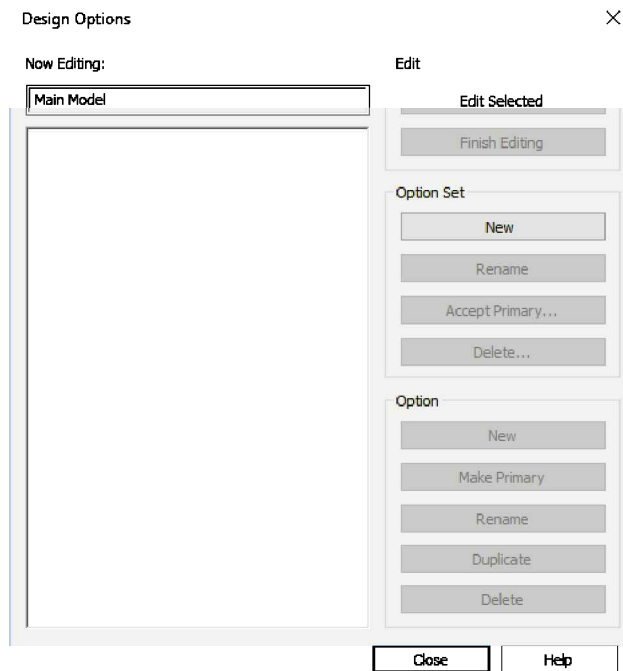 Design Options
Now Editing:
Main Model
Edit
Edit Selected
Finish Editing
Option Set
New
Rename
Accept Primary...
Delete...
Option
New
Make Primary
Rename
Duplicate
Delete
Close
Help